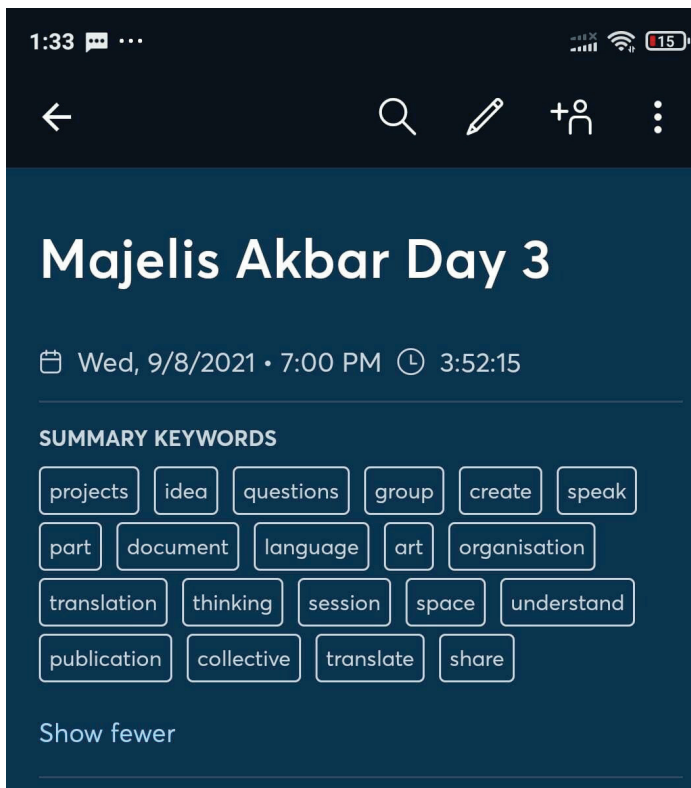 1:33
15
Majelis Akbar Day 3
Wed, 9/8/2021 • 7:00 PM 3:52:15
SUMMARY KEYWORDS
projects idea questions group create speak
part document language art organisation
translation thinking session space understand
publication collective translate share
Show fewer